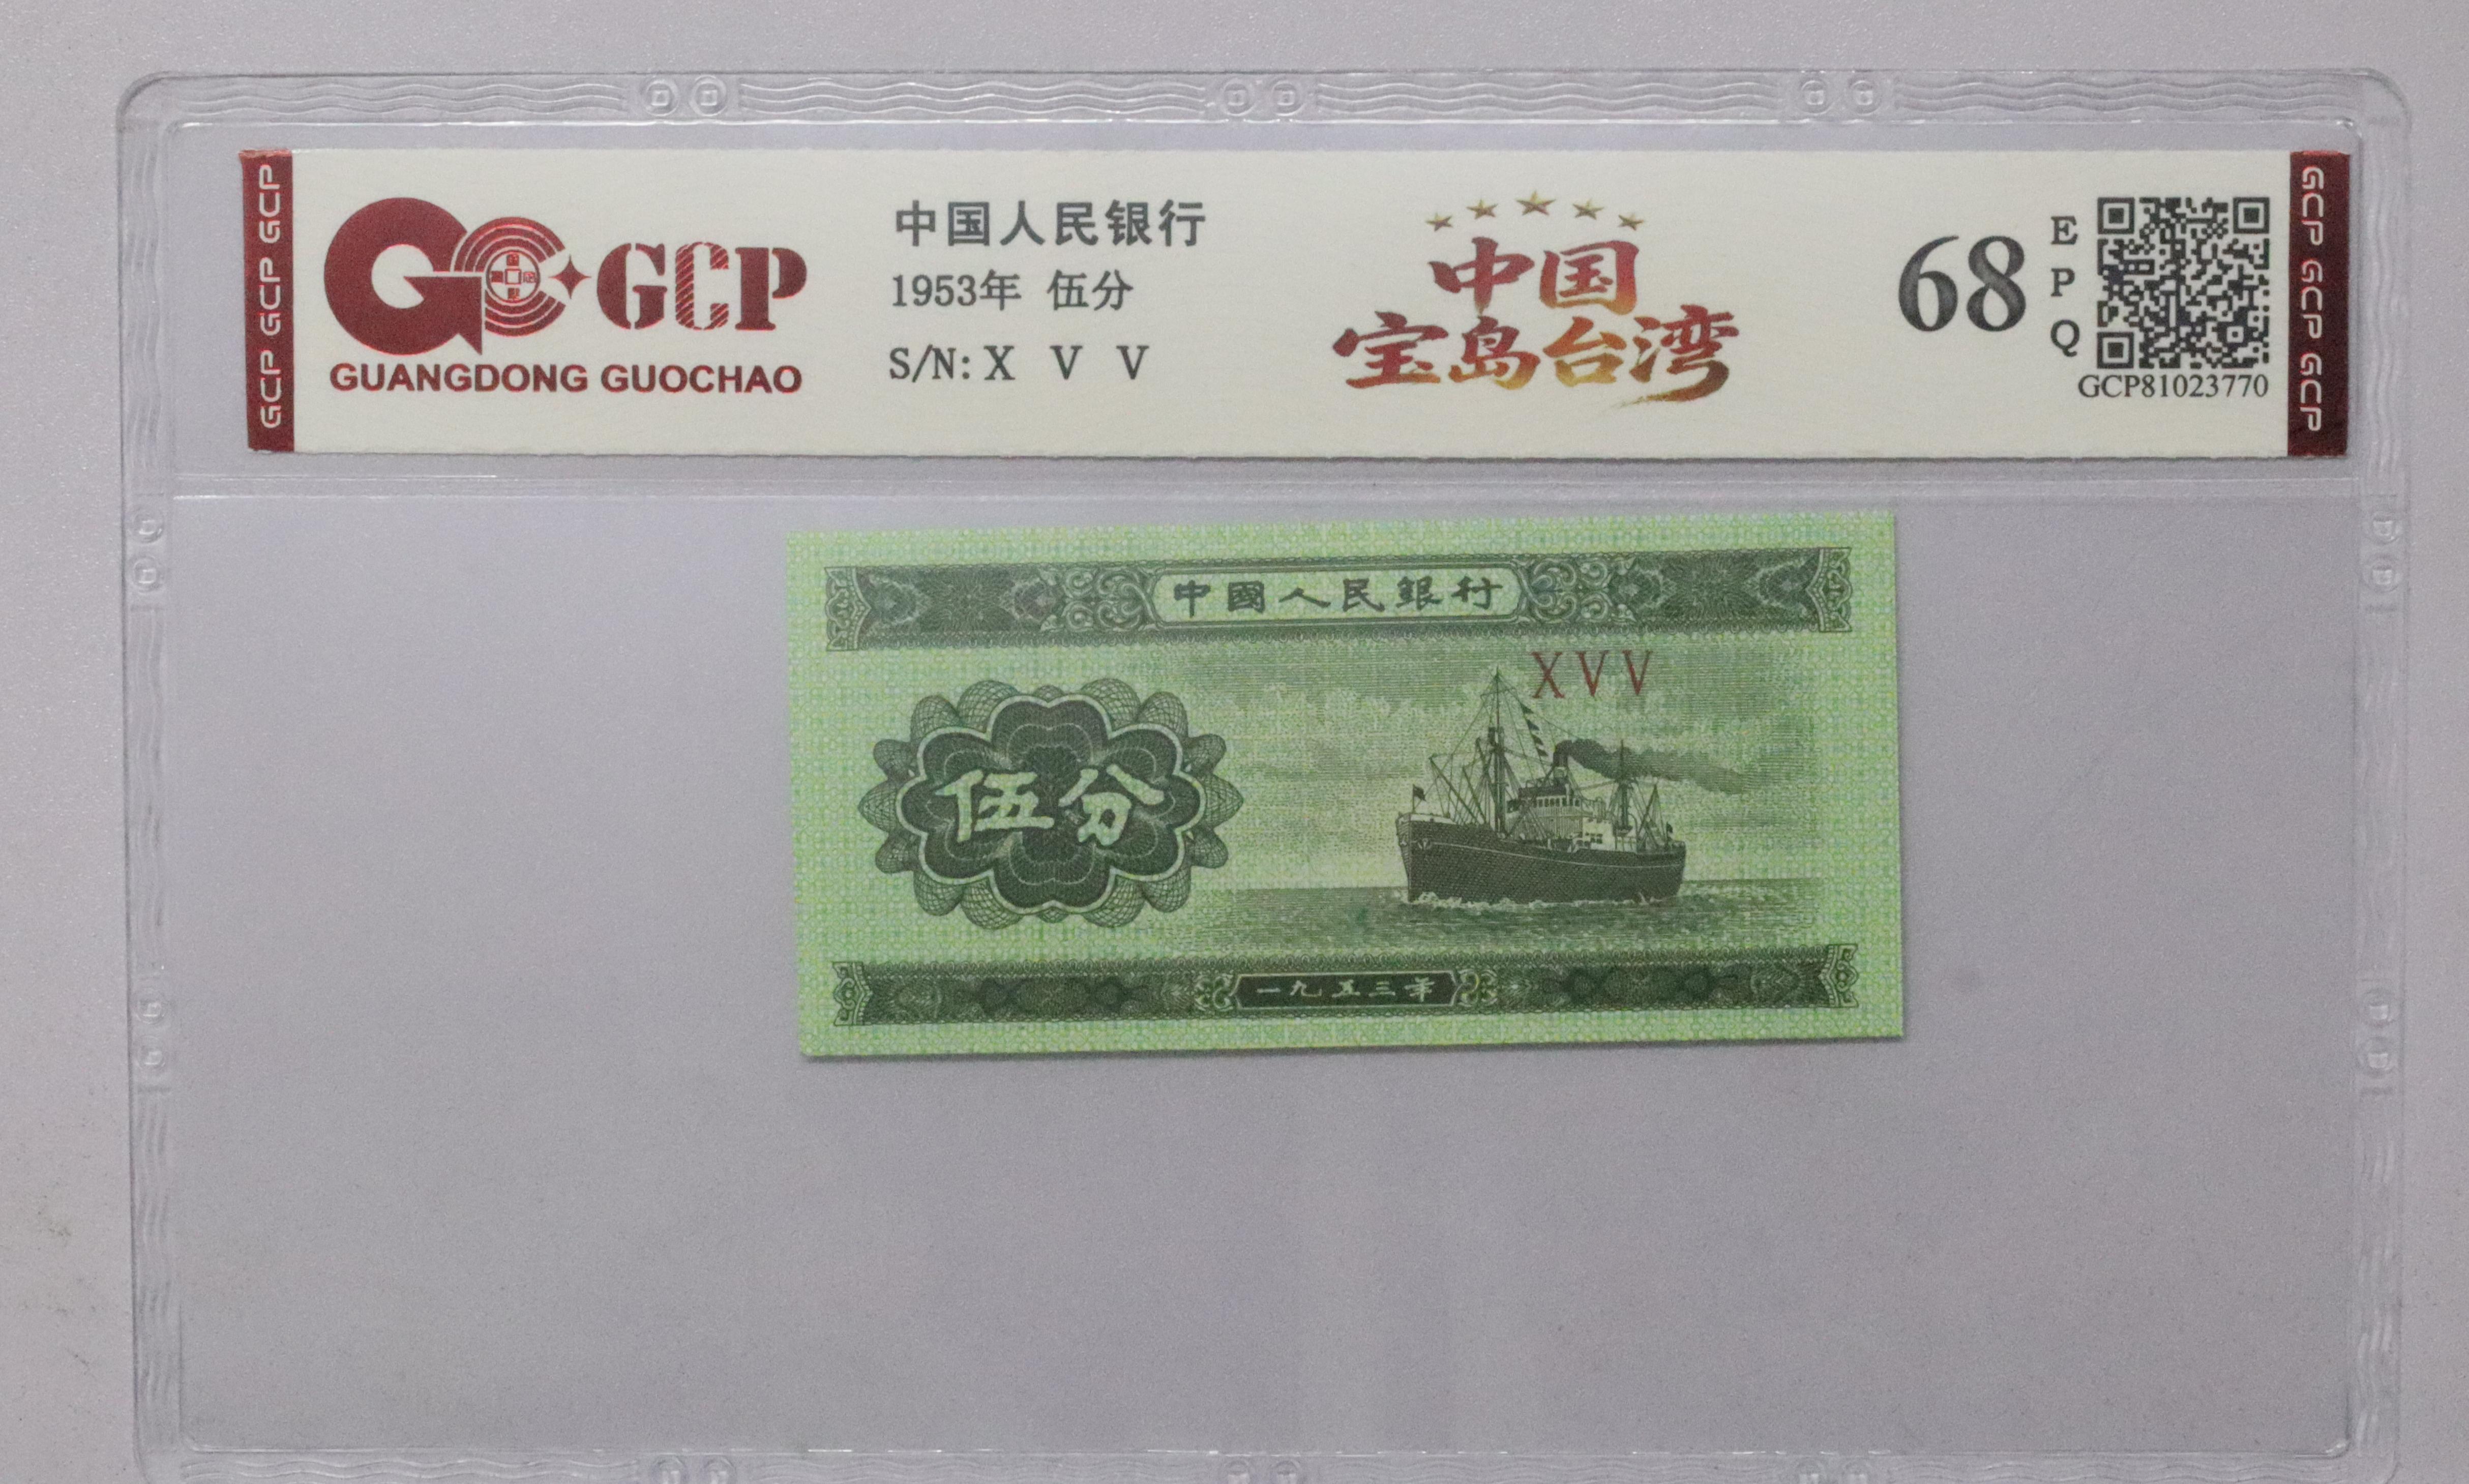 GCP GCP GCP
GCP
GUANGDONG GUOCHAO
中国人民银行
1953年 伍分
S/N: X V V
中国
宝岛台湾
68
E
P
Q
GCP81023770
GCP GCP GCP
中國人民銀行
XVV
伍分
一九五三年